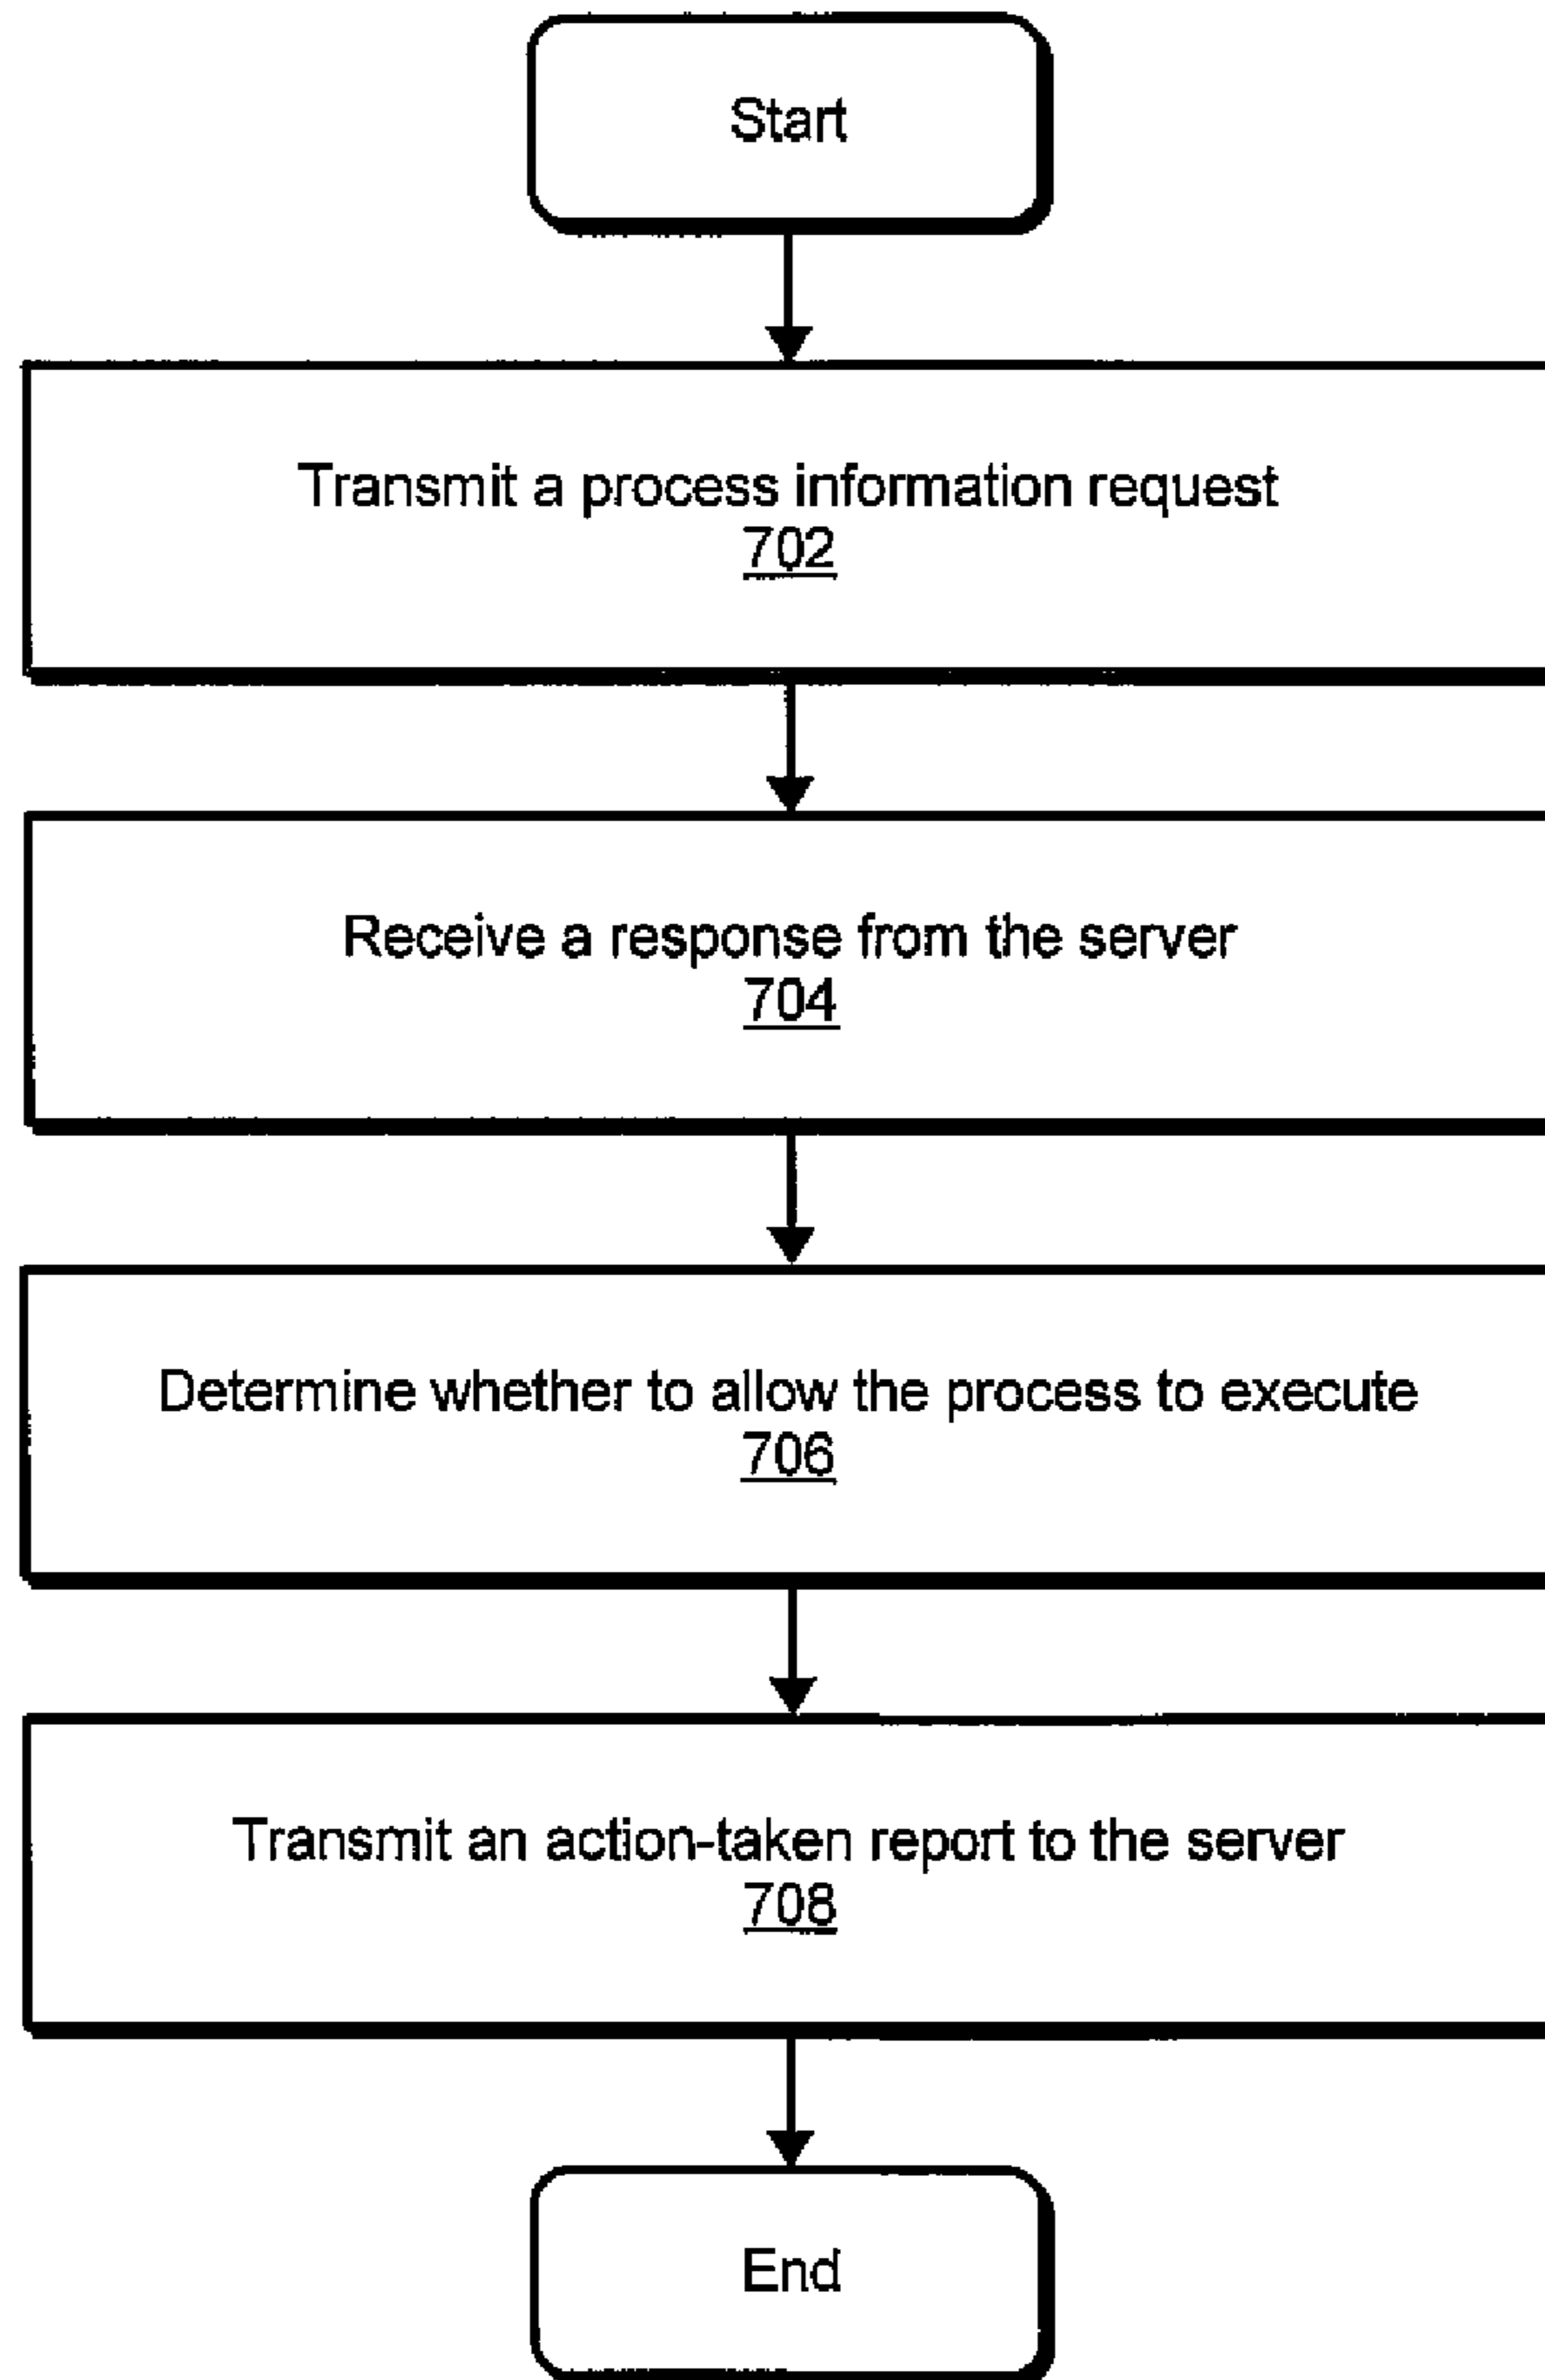 Start
Transmit a process information request
702
Receive a response from the server
704
Determine whether to allow the process to execute
706
Transmit an action-taken report to the server
708
End